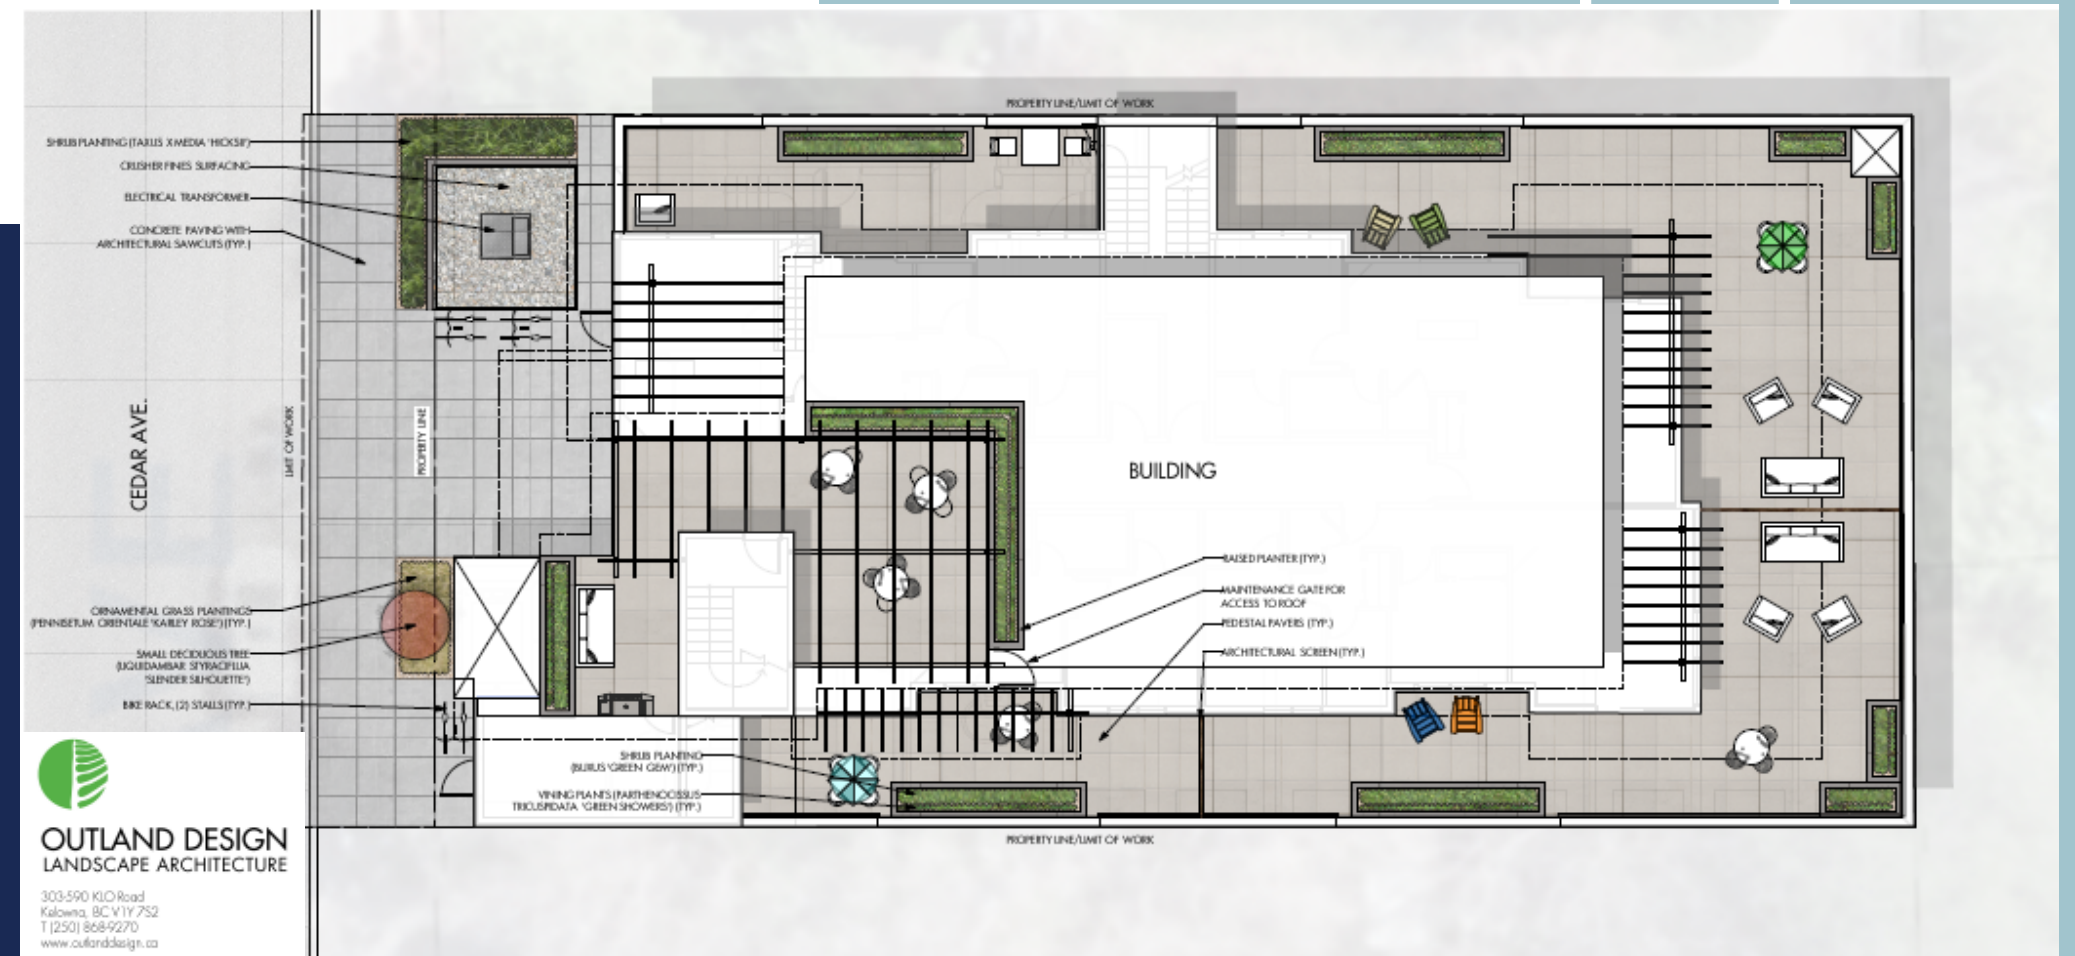 PROPERTY LINE/LIMIT OF WORK
SHRUB PLANTING (TAXUS X MEDIA 'HICKSII')
CRUSHER FINES SURFACING
ELECTRICAL TRANSFORMER
CONCRETE PAVING WITH
ARCHITECTURAL SAWCUTS (TYP.)
CEDAR AVE.
LIMIT OF WORK
PROPERTY LINE
BUILDING
RAISED PLANTER (TYP.)
MAINTENANCE GATE FOR
ACCESS TO ROOF
PEDESTAL PAVERS (TYP.)
ARCHITECTURAL SCREEN (TYP.)
ORNAMENTAL GRASS PLANTINGS
(PENNISETUM ORIENTALE 'KARLEY ROSE') (TYP.)
SMALL DECIDUOUS TREE
(LIQUIDAMBAR STYRACIFLUA
'SLENDER SILHOUETTE')
BIKE RACK, (2) STALLS (TYP.)
SHRUB PLANTING
(BUXUS 'GREEN GEM') (TYP.)
VINING PLANTS (PARTHENOCISSUS
TRICUSPIDATA 'GREEN SHOWERS') (TYP.)
PROPERTY LINE/LIMIT OF WORK
OUTLAND DESIGN
LANDSCAPE ARCHITECTURE
303-590 KLO Road
Kelowna, BC V1Y 7S2
T (250) 868-9270
www.outlanddesign.ca